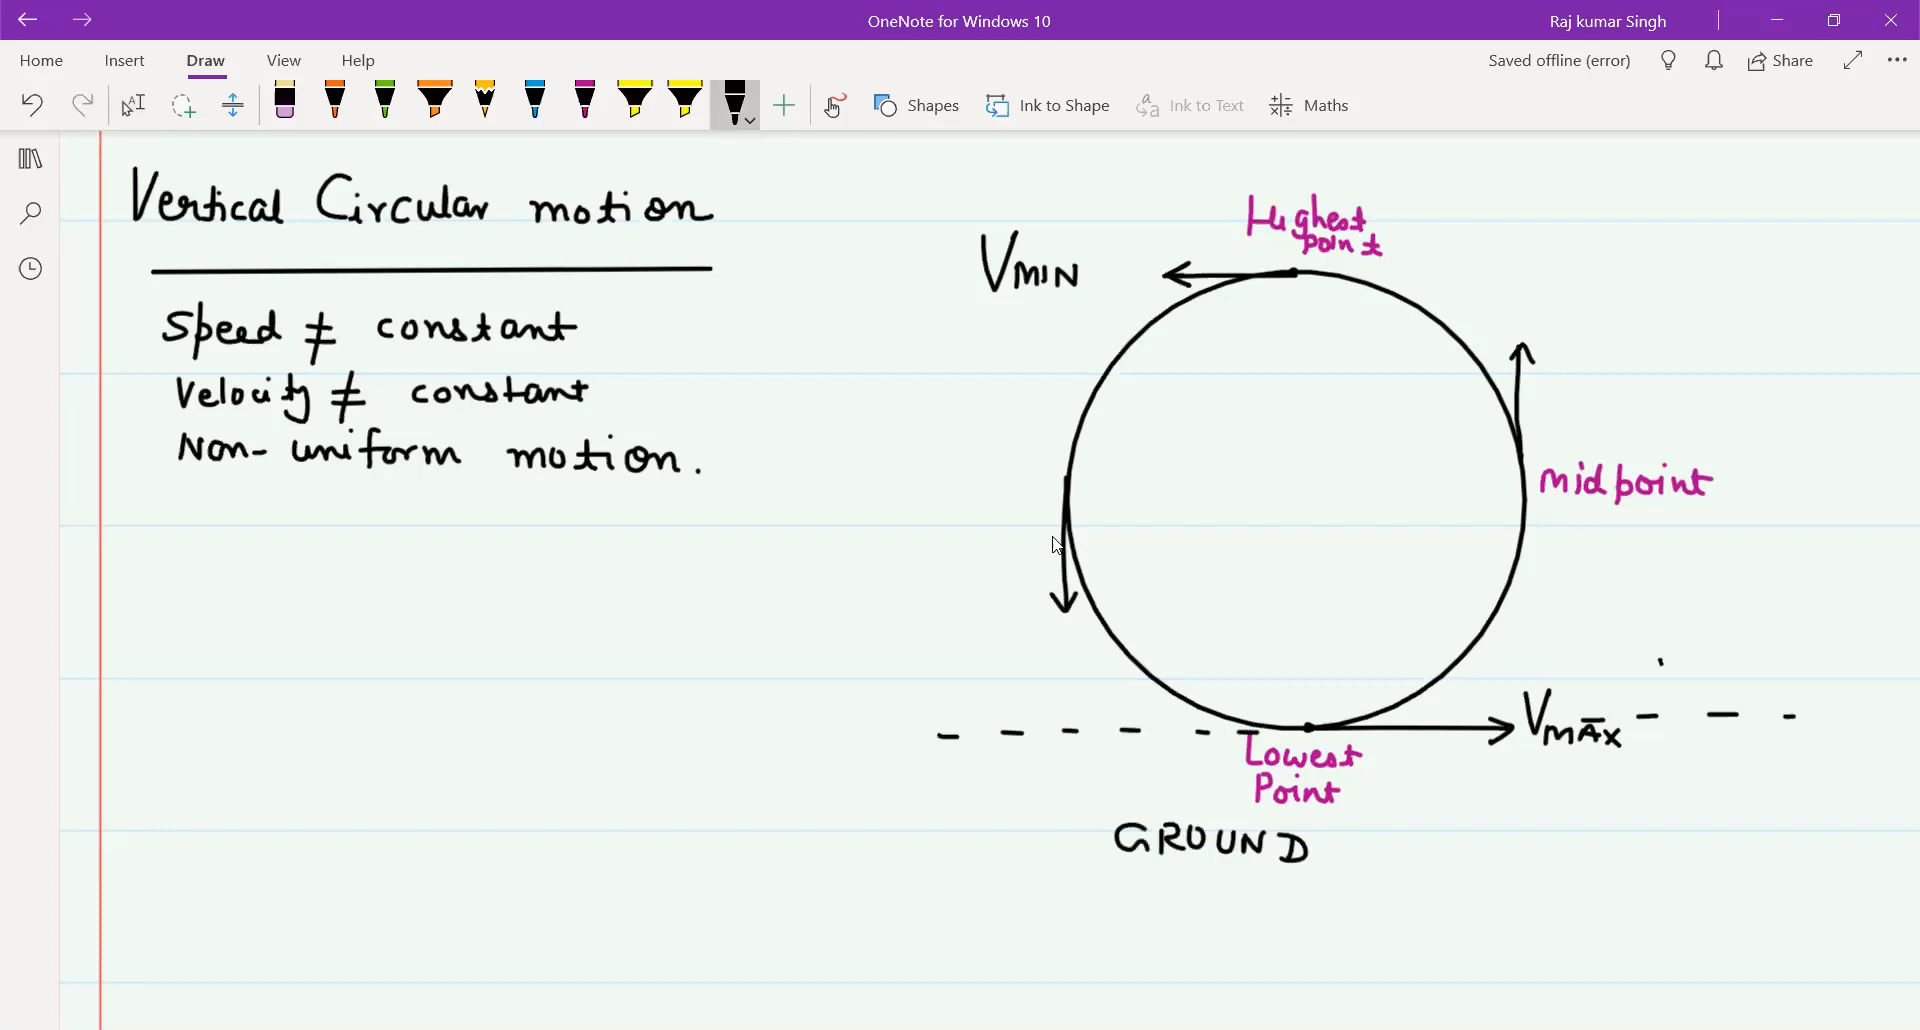 OneNote for Windows 10
Raj kumar Singh
Home Insert Draw View Help
Saved offline (error) Share
Shapes Ink to Shape Ink to Text Maths
Vertical Circular motion
Speed ≠ constant
Velocity ≠ constant
Non-uniform motion.
Highest
point
VMIN
midpoint
VMAX
Lowest
Point
GROUND